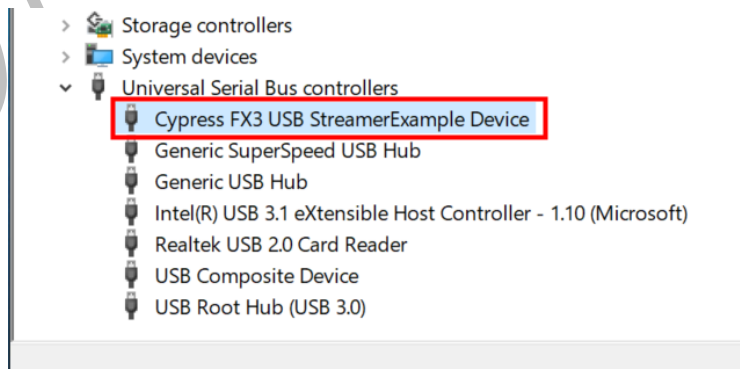 Storage controllers
System devices
Universal Serial Bus controllers
Cypress FX3 USB StreamerExample Device
Generic SuperSpeed USB Hub
Generic USB Hub
Intel(R) USB 3.1 eXtensible Host Controller - 1.10 (Microsoft)
Realtek USB 2.0 Card Reader
USB Composite Device
USB Root Hub (USB 3.0)